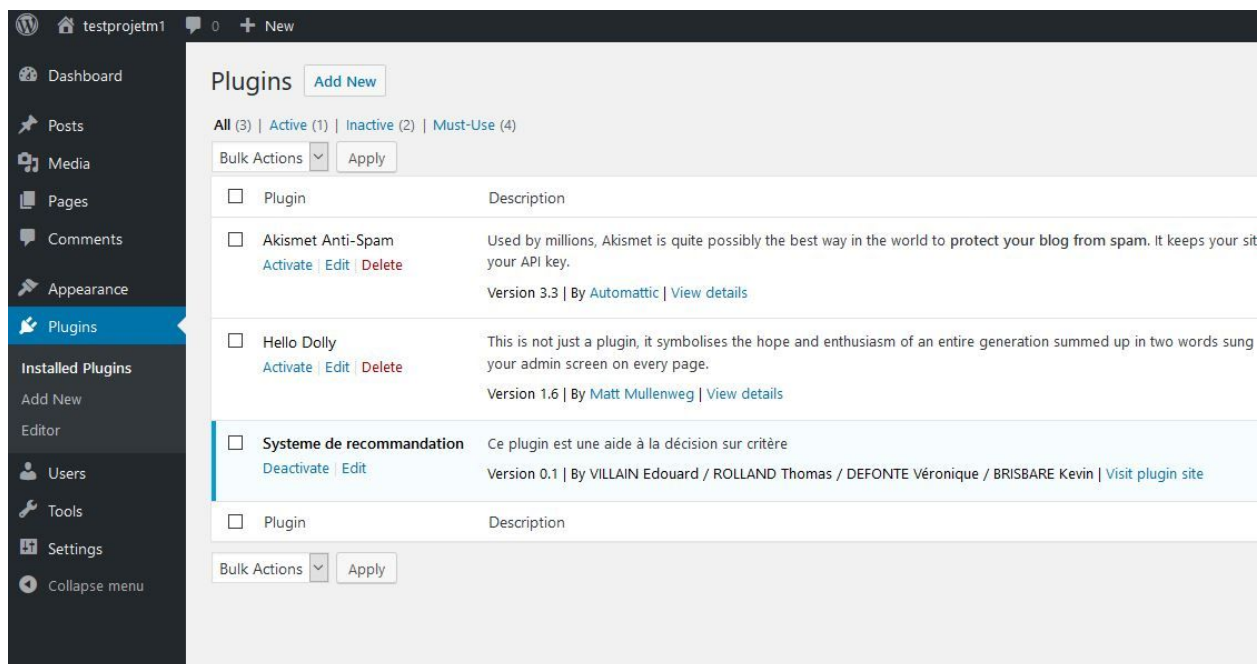 testprojetm1 0 + New
Dashboard
Posts
Media
Pages
Comments
Appearance
Plugins
Installed Plugins
Add New
Editor
Users
Tools
Settings
Collapse menu
Plugins Add New
All (3) | Active (1) | Inactive (2) | Must-Use (4)
Bulk Actions Apply
Plugin Description
Akismet Anti-Spam Used by millions, Akismet is quite possibly the best way in the world to protect your blog from spam. It keeps your sit
Activate | Edit | Delete your API key.
Version 3.3 | By Automattic | View details
Hello Dolly This is not just a plugin, it symbolises the hope and enthusiasm of an entire generation summed up in two words sung
Activate | Edit | Delete your admin screen on every page.
Version 1.6 | By Matt Mullenweg | View details
Systeme de recommandation Ce plugin est une aide à la décision sur critère
Deactivate | Edit Version 0.1 | By VILLAIN Edouard / ROLLAND Thomas / DEFONTE Véronique / BRISBARE Kevin | Visit plugin site
Plugin Description
Bulk Actions Apply